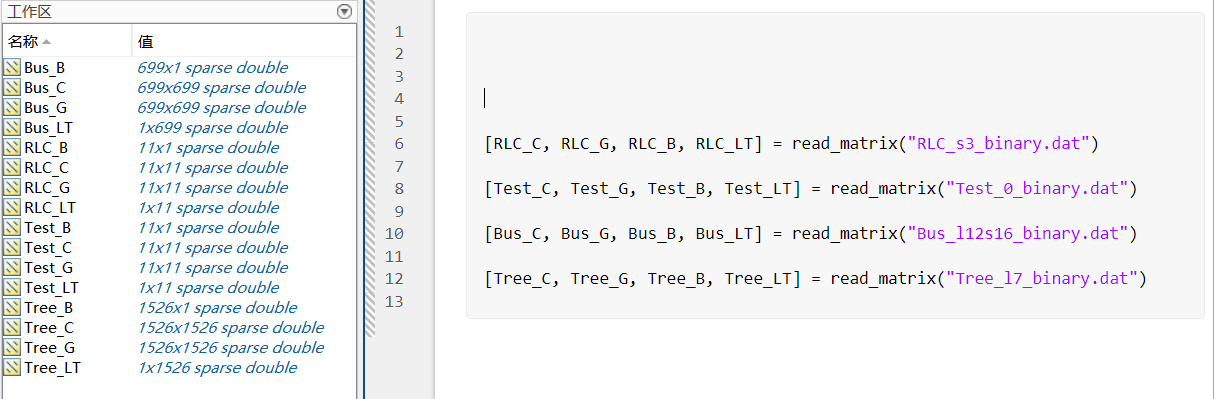 工作区
名称 值
Bus_B 699x1 sparse double
Bus_C 699x699 sparse double
Bus_G 699x699 sparse double
Bus_LT 1x699 sparse double
RLC_B 11x1 sparse double
RLC_C 11x11 sparse double
RLC_G 11x11 sparse double
RLC_LT 1x11 sparse double
Test_B 11x1 sparse double
Test_C 11x11 sparse double
Test_G 11x11 sparse double
Test_LT 1x11 sparse double
Tree_B 1526x1 sparse double
Tree_C 1526x1526 sparse double
Tree_G 1526x1526 sparse double
Tree_LT 1x1526 sparse double
1
2
3
4
5
6 [RLC_C, RLC_G, RLC_B, RLC_LT] = read_matrix("RLC_s3_binary.dat")
7
8 [Test_C, Test_G, Test_B, Test_LT] = read_matrix("Test_0_binary.dat")
9
10 [Bus_C, Bus_G, Bus_B, Bus_LT] = read_matrix("Bus_l12s16_binary.dat")
11
12 [Tree_C, Tree_G, Tree_B, Tree_LT] = read_matrix("Tree_l7_binary.dat")
13